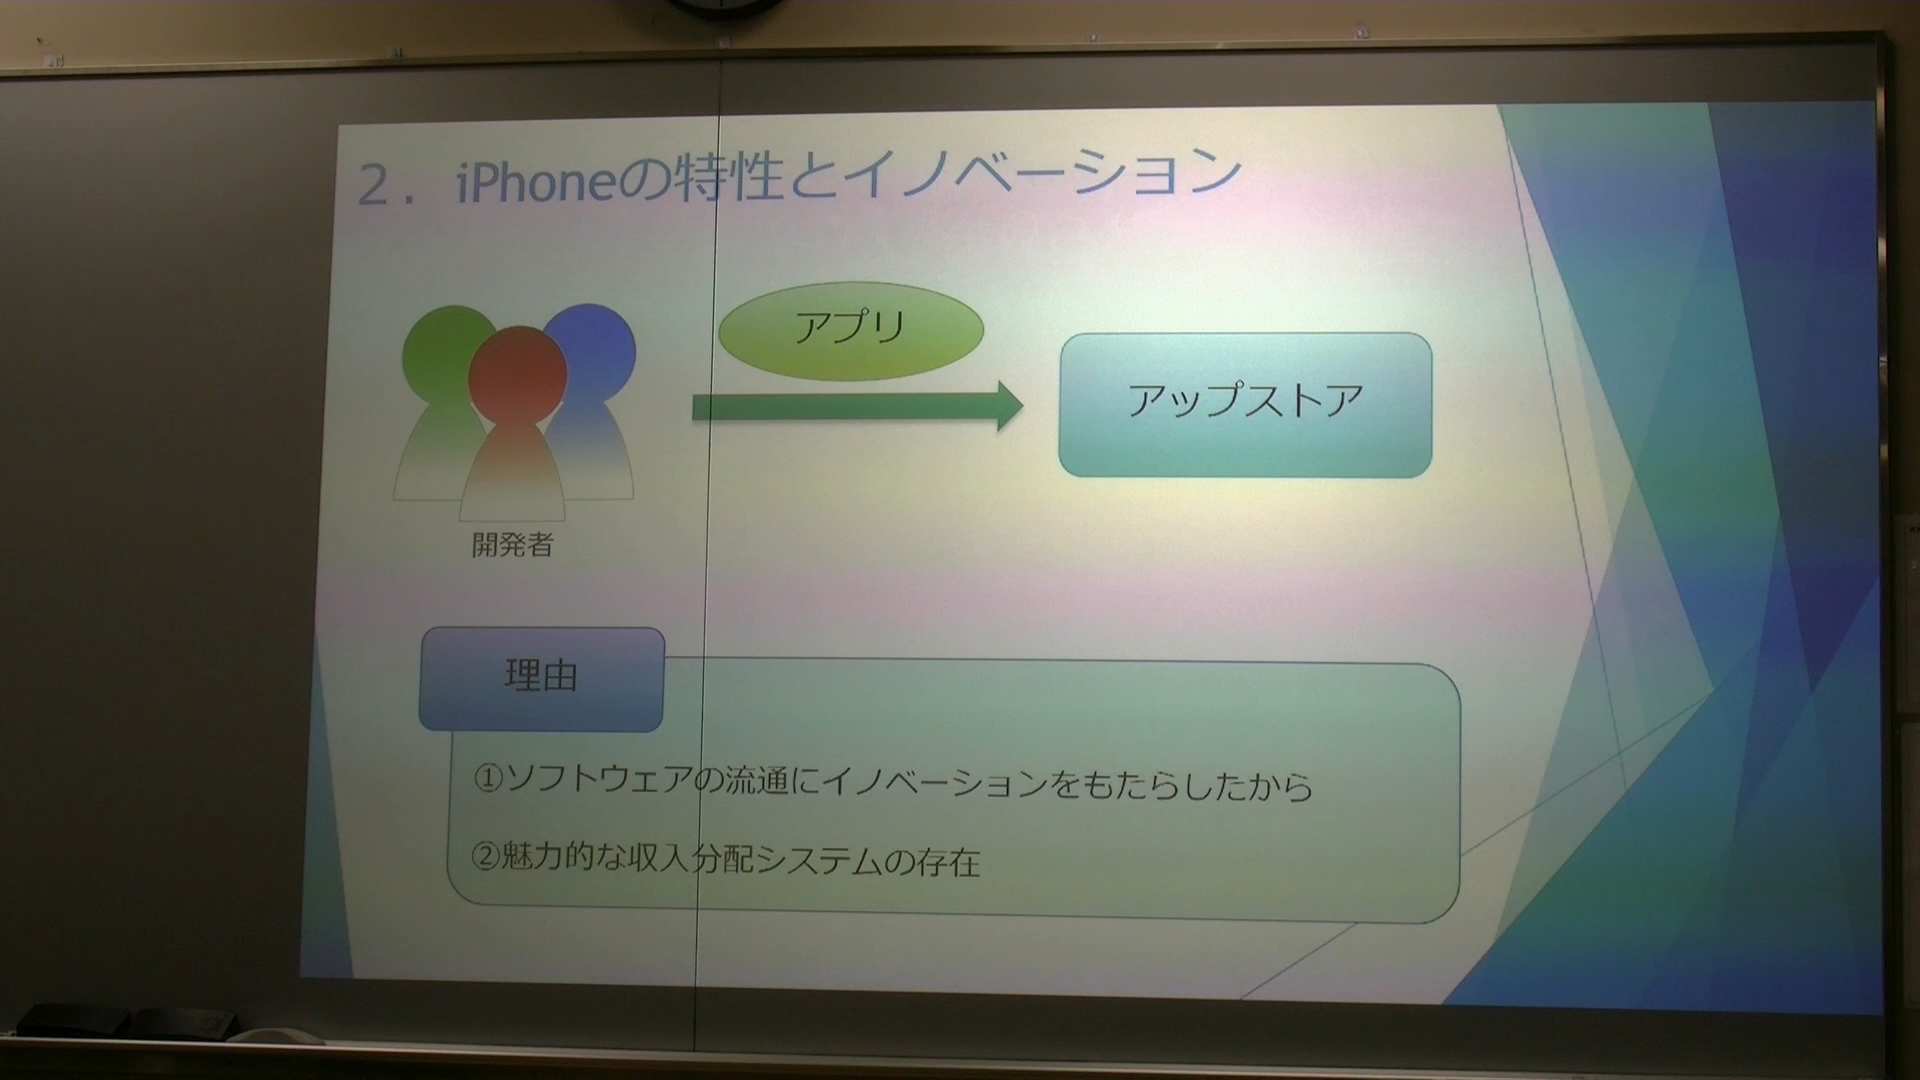 ２．iPhoneの特性とイノベーション
アプリ
アップストア
開発者
理由
①ソフトウェアの流通にイノベーションをもたらしたから
②魅力的な収入分配システムの存在